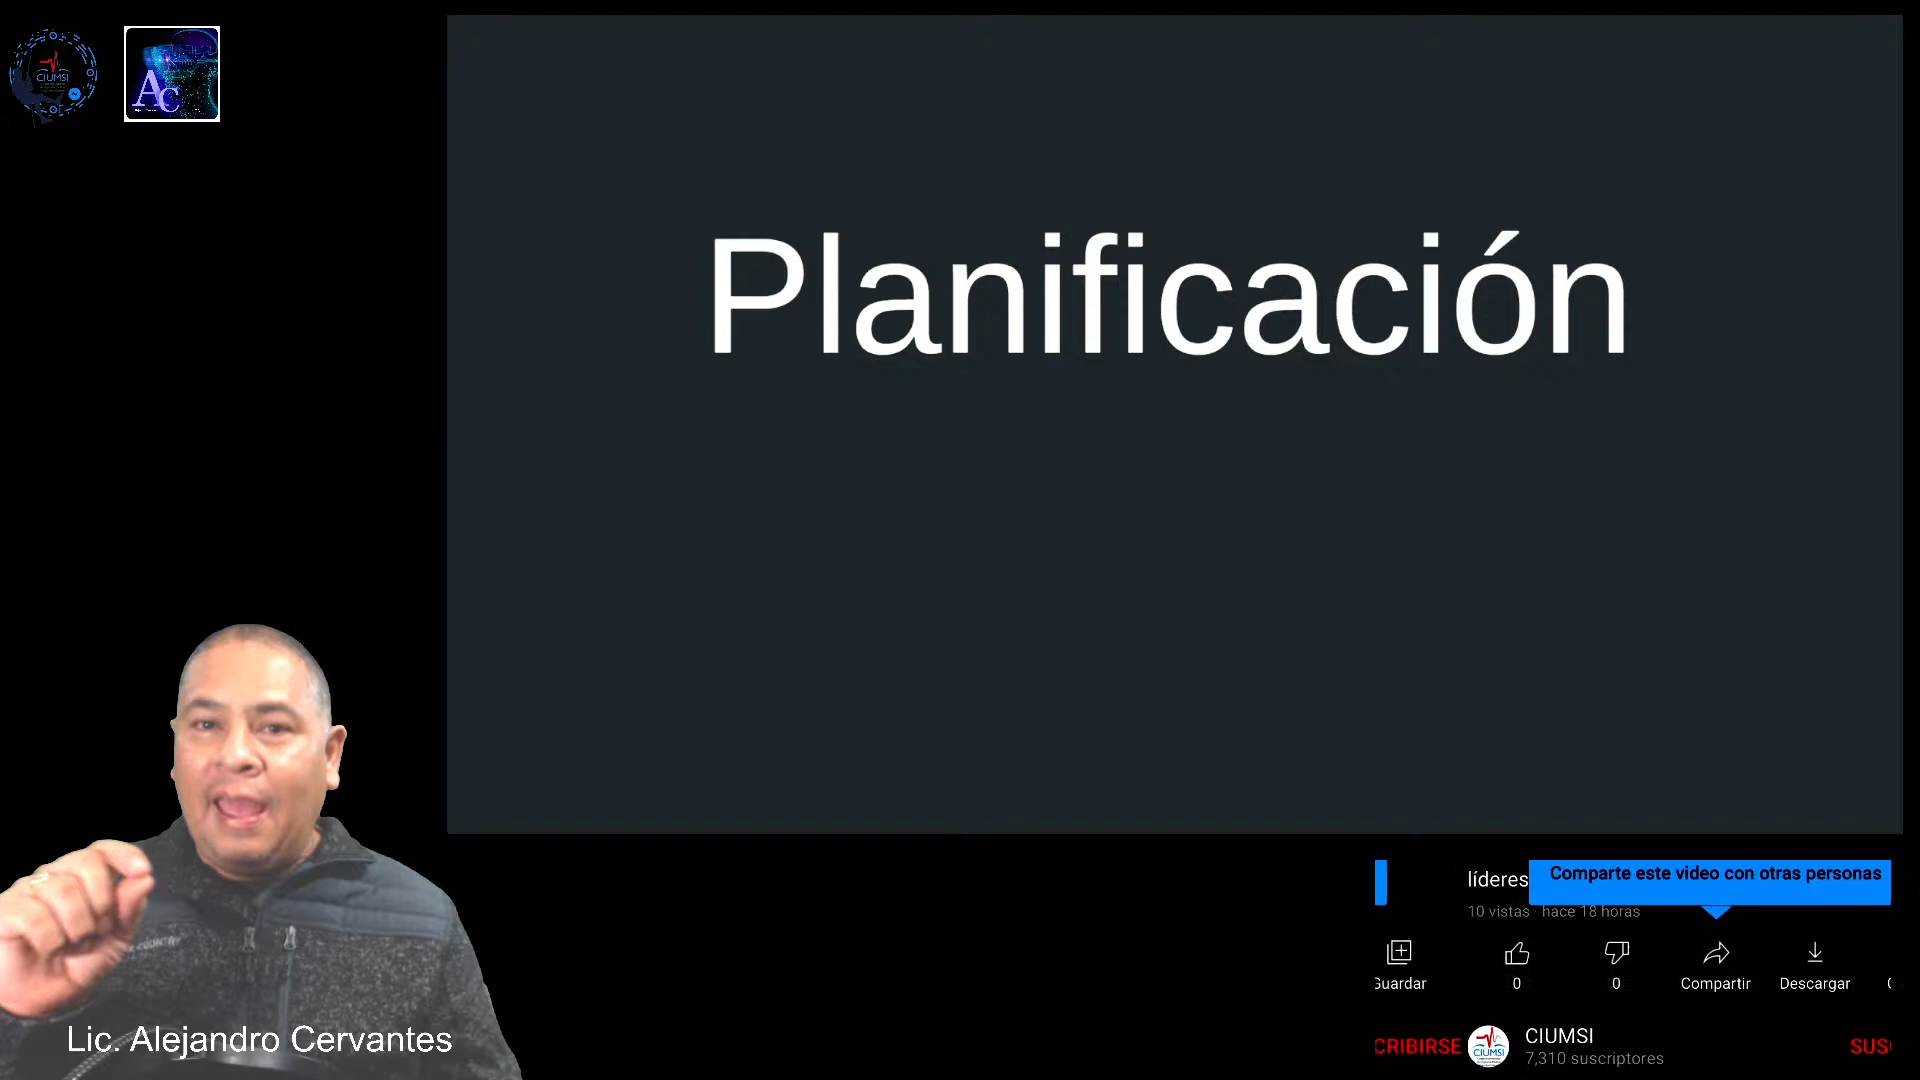 CIUMSI
AC
Planificación
líderes
Comparte este video con otras personas
10 vistas · hace 18 horas
Guardar
0
0
Compartir
Descargar
CRIBIRSE
CIUMSI
CIUMSI
7,310 suscriptores
SUS
Lic. Alejandro Cervantes